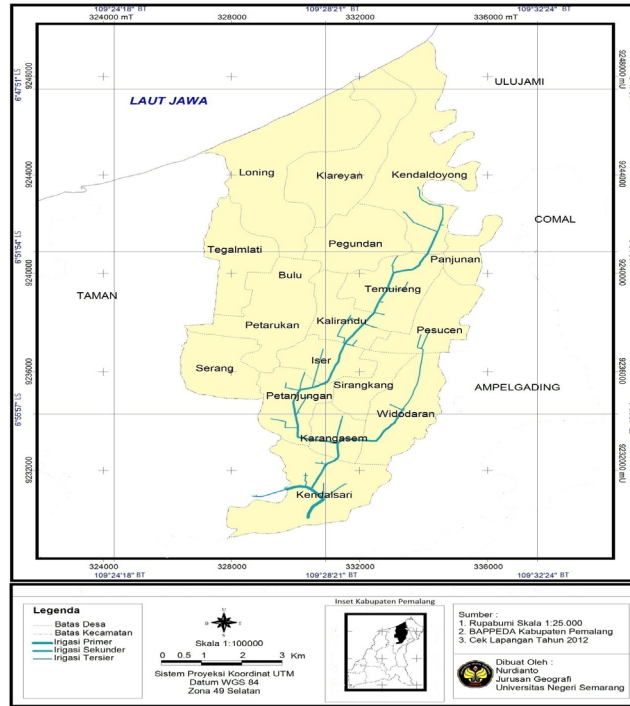 109°24'18" BT 109°28'21" BT 109°32'24" BT
324000 mT 328000 332000 336000
9248000
9248000 mU
6°47'51" LS
ULUJAMI
LAUT JAWA
9244000
9244000
Loning
Klareyan
Kendaldoyong
COMAL
6°51'54" LS
Tegalmlati
Pegundan
Panjunan
9240000
9240000
Bulu
Temuireng
TAMAN
Petarukan
Kalirandu
Pesucen
Iser
Serang
9236000
9236000
Sirangkang
AMPELGADING
Petanjungan
6°55'57" LS
Widodaran
Karangasem
9232000
9232000 mU
Kendalsari
324000 328000 332000 336000
109°24'18" BT 109°28'21" BT 109°32'24" BT
Legenda
Batas Desa
Batas Kecamatan
Irigasi Primer
Irigasi Sekunder
Irigasi Tersier
Skala 1:100000
0 0.5 1 2 3 Km
Sistem Proyeksi Koordinat UTM
Datum WGS 84
Zona 49 Selatan
Inset Kabupaten Pemalang
Sumber :
1. Rupabumi Skala 1:25.000
2. BAPPEDA Kabupaten Pemalang
3. Cek Lapangan Tahun 2012
Dibuat Oleh :
Nurdianto
Jurusan Geografi
Universitas Negeri Semarang